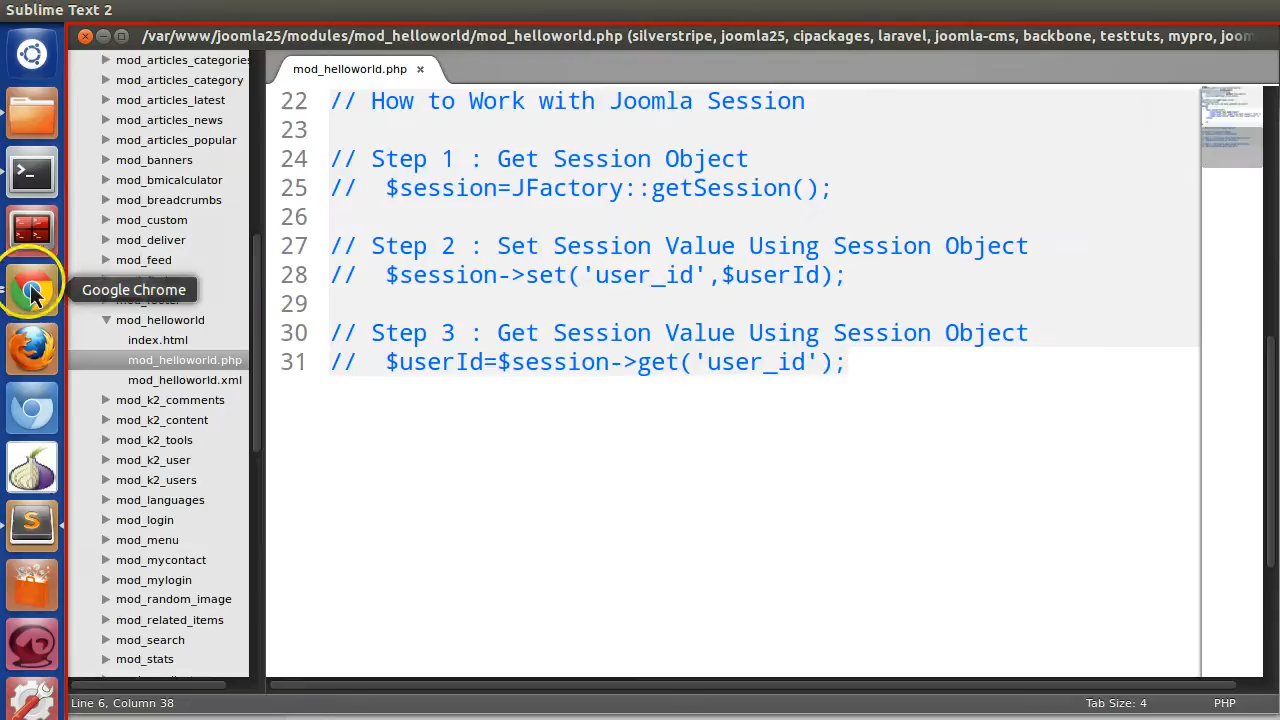 Sublime Text 2
/var/www/joomla25/modules/mod_helloworld/mod_helloworld.php (silverstripe, joomla25, cipackages, laravel, joomla-cms, backbone, testtuts, mypro, joom
mod_articles_categories
mod_articles_category
mod_articles_latest
mod_articles_news
mod_articles_popular
mod_banners
mod_bmicalculator
mod_breadcrumbs
mod_custom
mod_deliver
mod_feed
Google Chrome
mod_helloworld
index.html
mod_helloworld.php
mod_helloworld.xml
mod_k2_comments
mod_k2_content
mod_k2_tools
mod_k2_user
mod_k2_users
mod_languages
mod_login
mod_menu
mod_mycontact
mod_mylogin
mod_random_image
mod_related_items
mod_search
mod_stats
mod_helloworld.php ×
22 // How to Work with Joomla Session
23
24 // Step 1 : Get Session Object
25 //  $session=JFactory::getSession();
26
27 // Step 2 : Set Session Value Using Session Object
28 //  $session->set('user_id',$userId);
29
30 // Step 3 : Get Session Value Using Session Object
31 //  $userId=$session->get('user_id');
Line 6, Column 38
Tab Size: 4
PHP